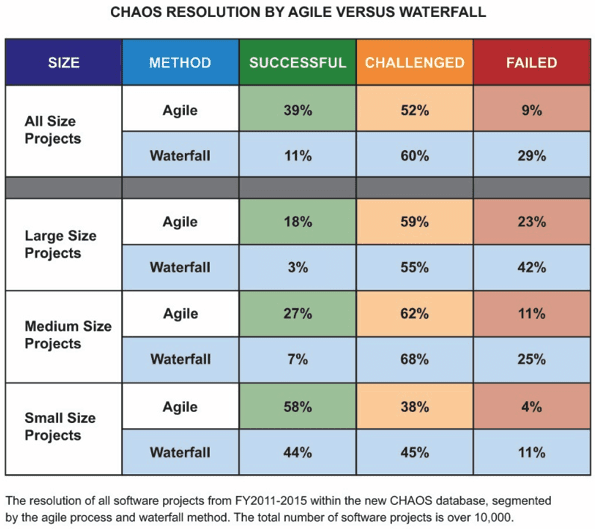 CHAOS RESOLUTION BY AGILE VERSUS WATERFALL
SIZE METHOD SUCCESSFUL CHALLENGED FAILED
All Size Projects
Agile 39% 52% 9%
Waterfall 11% 60% 29%
Large Size Projects
Agile 18% 59% 23%
Waterfall 3% 55% 42%
Medium Size Projects
Agile 27% 62% 11%
Waterfall 7% 68% 25%
Small Size Projects
Agile 58% 38% 4%
Waterfall 44% 45% 11%
The resolution of all software projects from FY2011-2015 within the new CHAOS database, segmented
by the agile process and waterfall method. The total number of software projects is over 10,000.